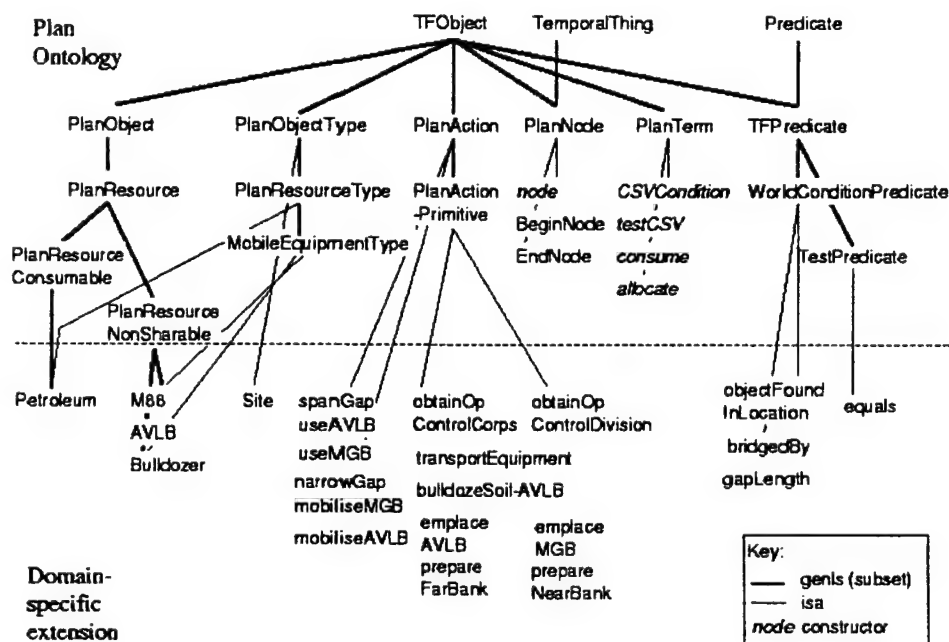 Plan
Ontology
TFObject TemporalThing Predicate
PlanObject PlanObjectType PlanAction PlanNode PlanTerm TFPredicate
PlanResource PlanResourceType PlanAction node CSVCondition WorldConditionPredicate
Primitive testCSV
BeginNode
MobileEquipmentType
PlanResource EndNode consume TestPredicate
Consumable
allocate
PlanResource
NonSharable
Petroleum M88 Site spanGap obtainOp obtainOp objectFound equals
AVLB useAVLB ControlCorps ControlDivision InLocation
useMGB transportEquipment bridgedBy
Bulldozer
narrowGap bulldozeSoil-AVLB gapLength
mobiliseMGB
mobiliseAVLB emplace emplace
AVLB MGB
prepare prepare
FarBank NearBank
Key:
genls (subset)
isa
node constructor
Domain-
specific
extension